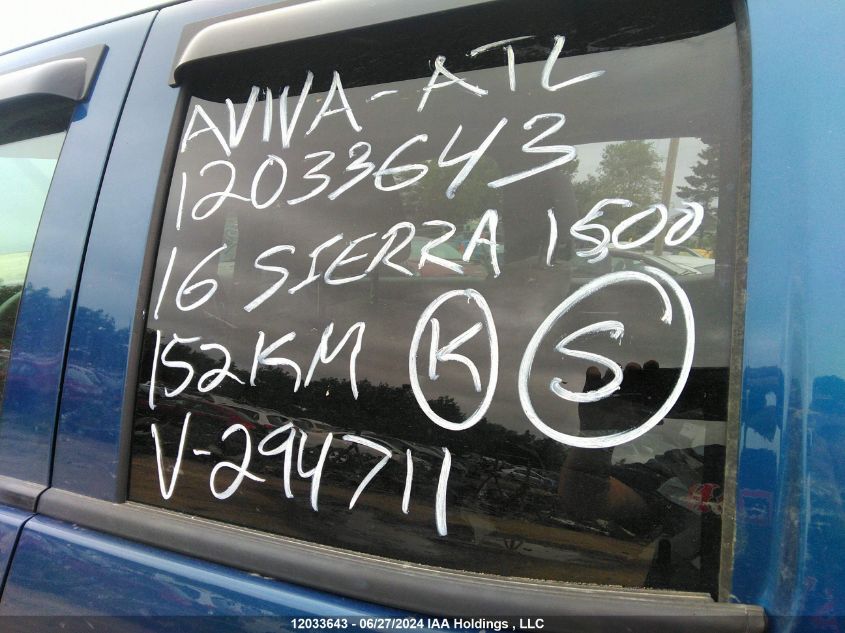 AVIVA-ATL
12033643
16 SIERRA 1500
152KM K S
V-294711
12033643 - 06/27/2024 IAA Holdings , LLC